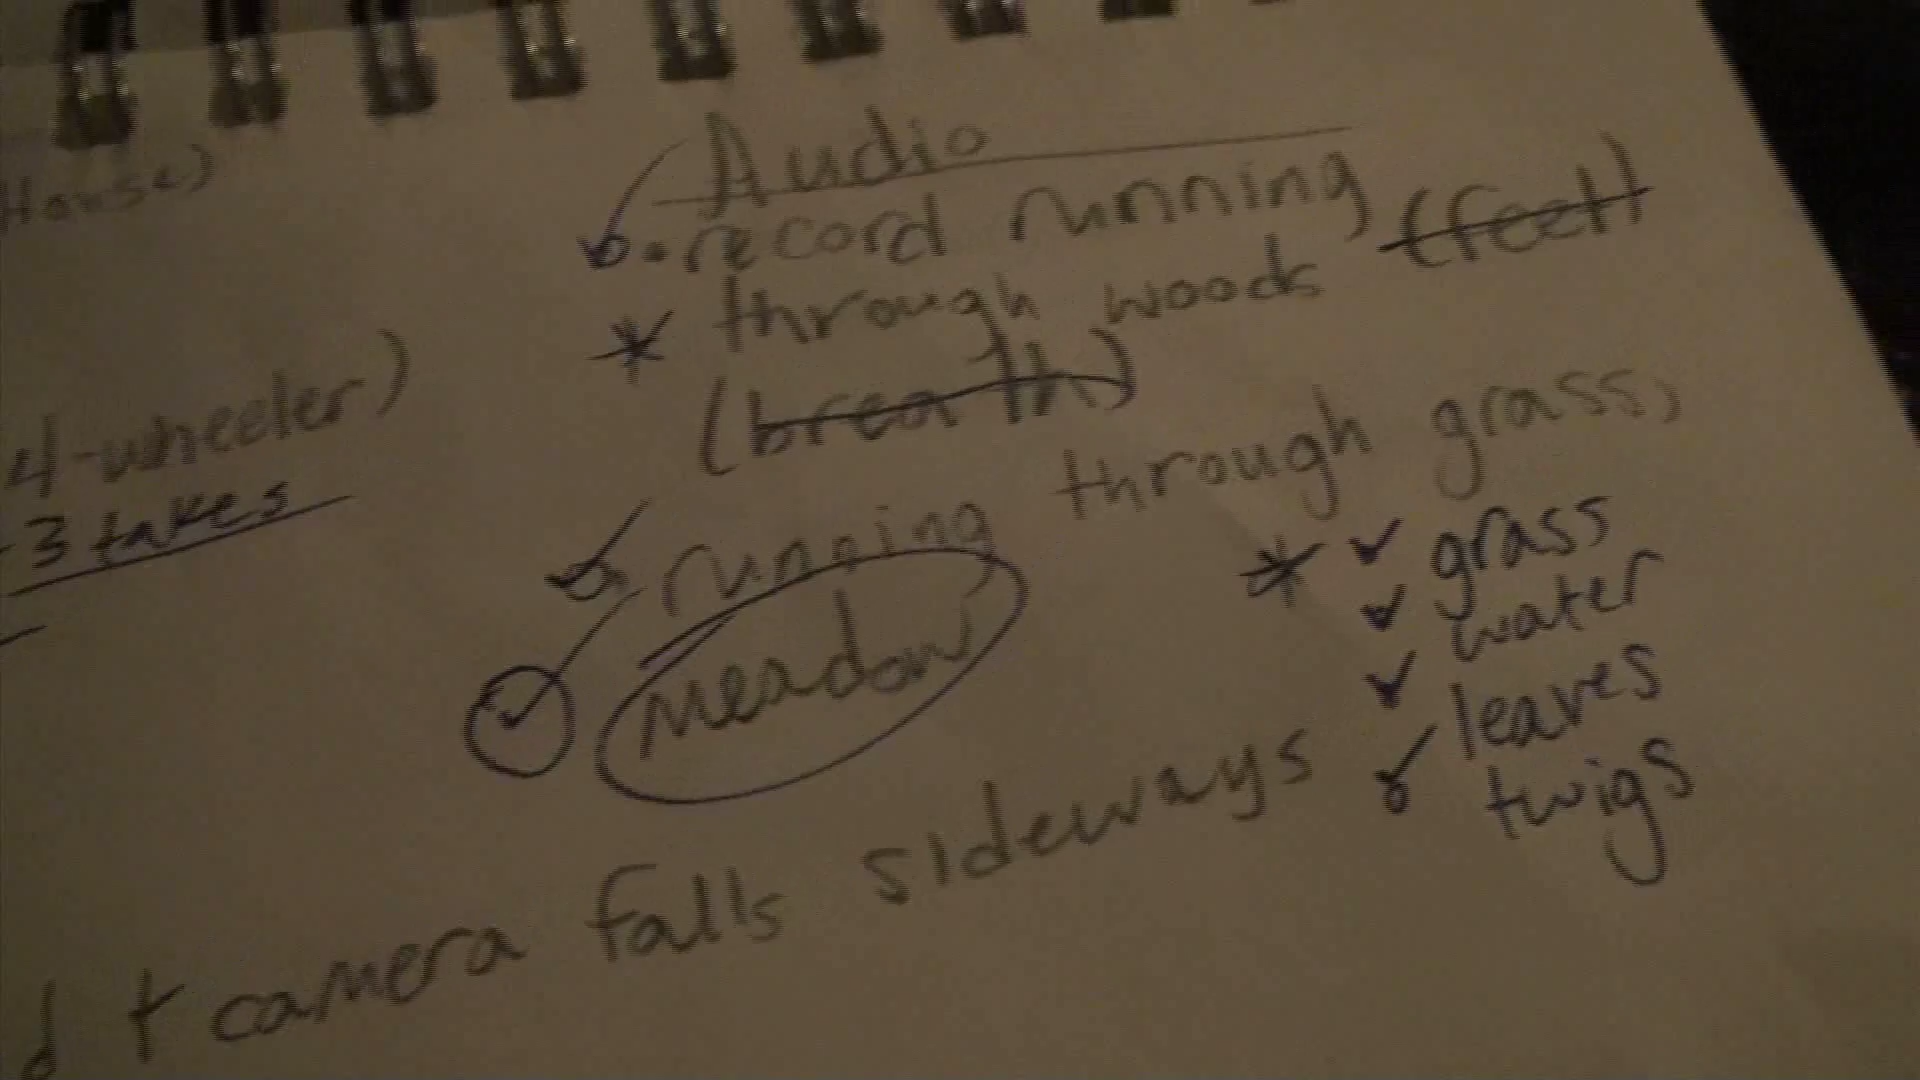 House)
4-wheeler)
- 3 takes
Audio
• record running (feet)
* through woods
(breath)
running through grass,
meadow
* grass
water
leaves
twigs
d + camera falls sideways